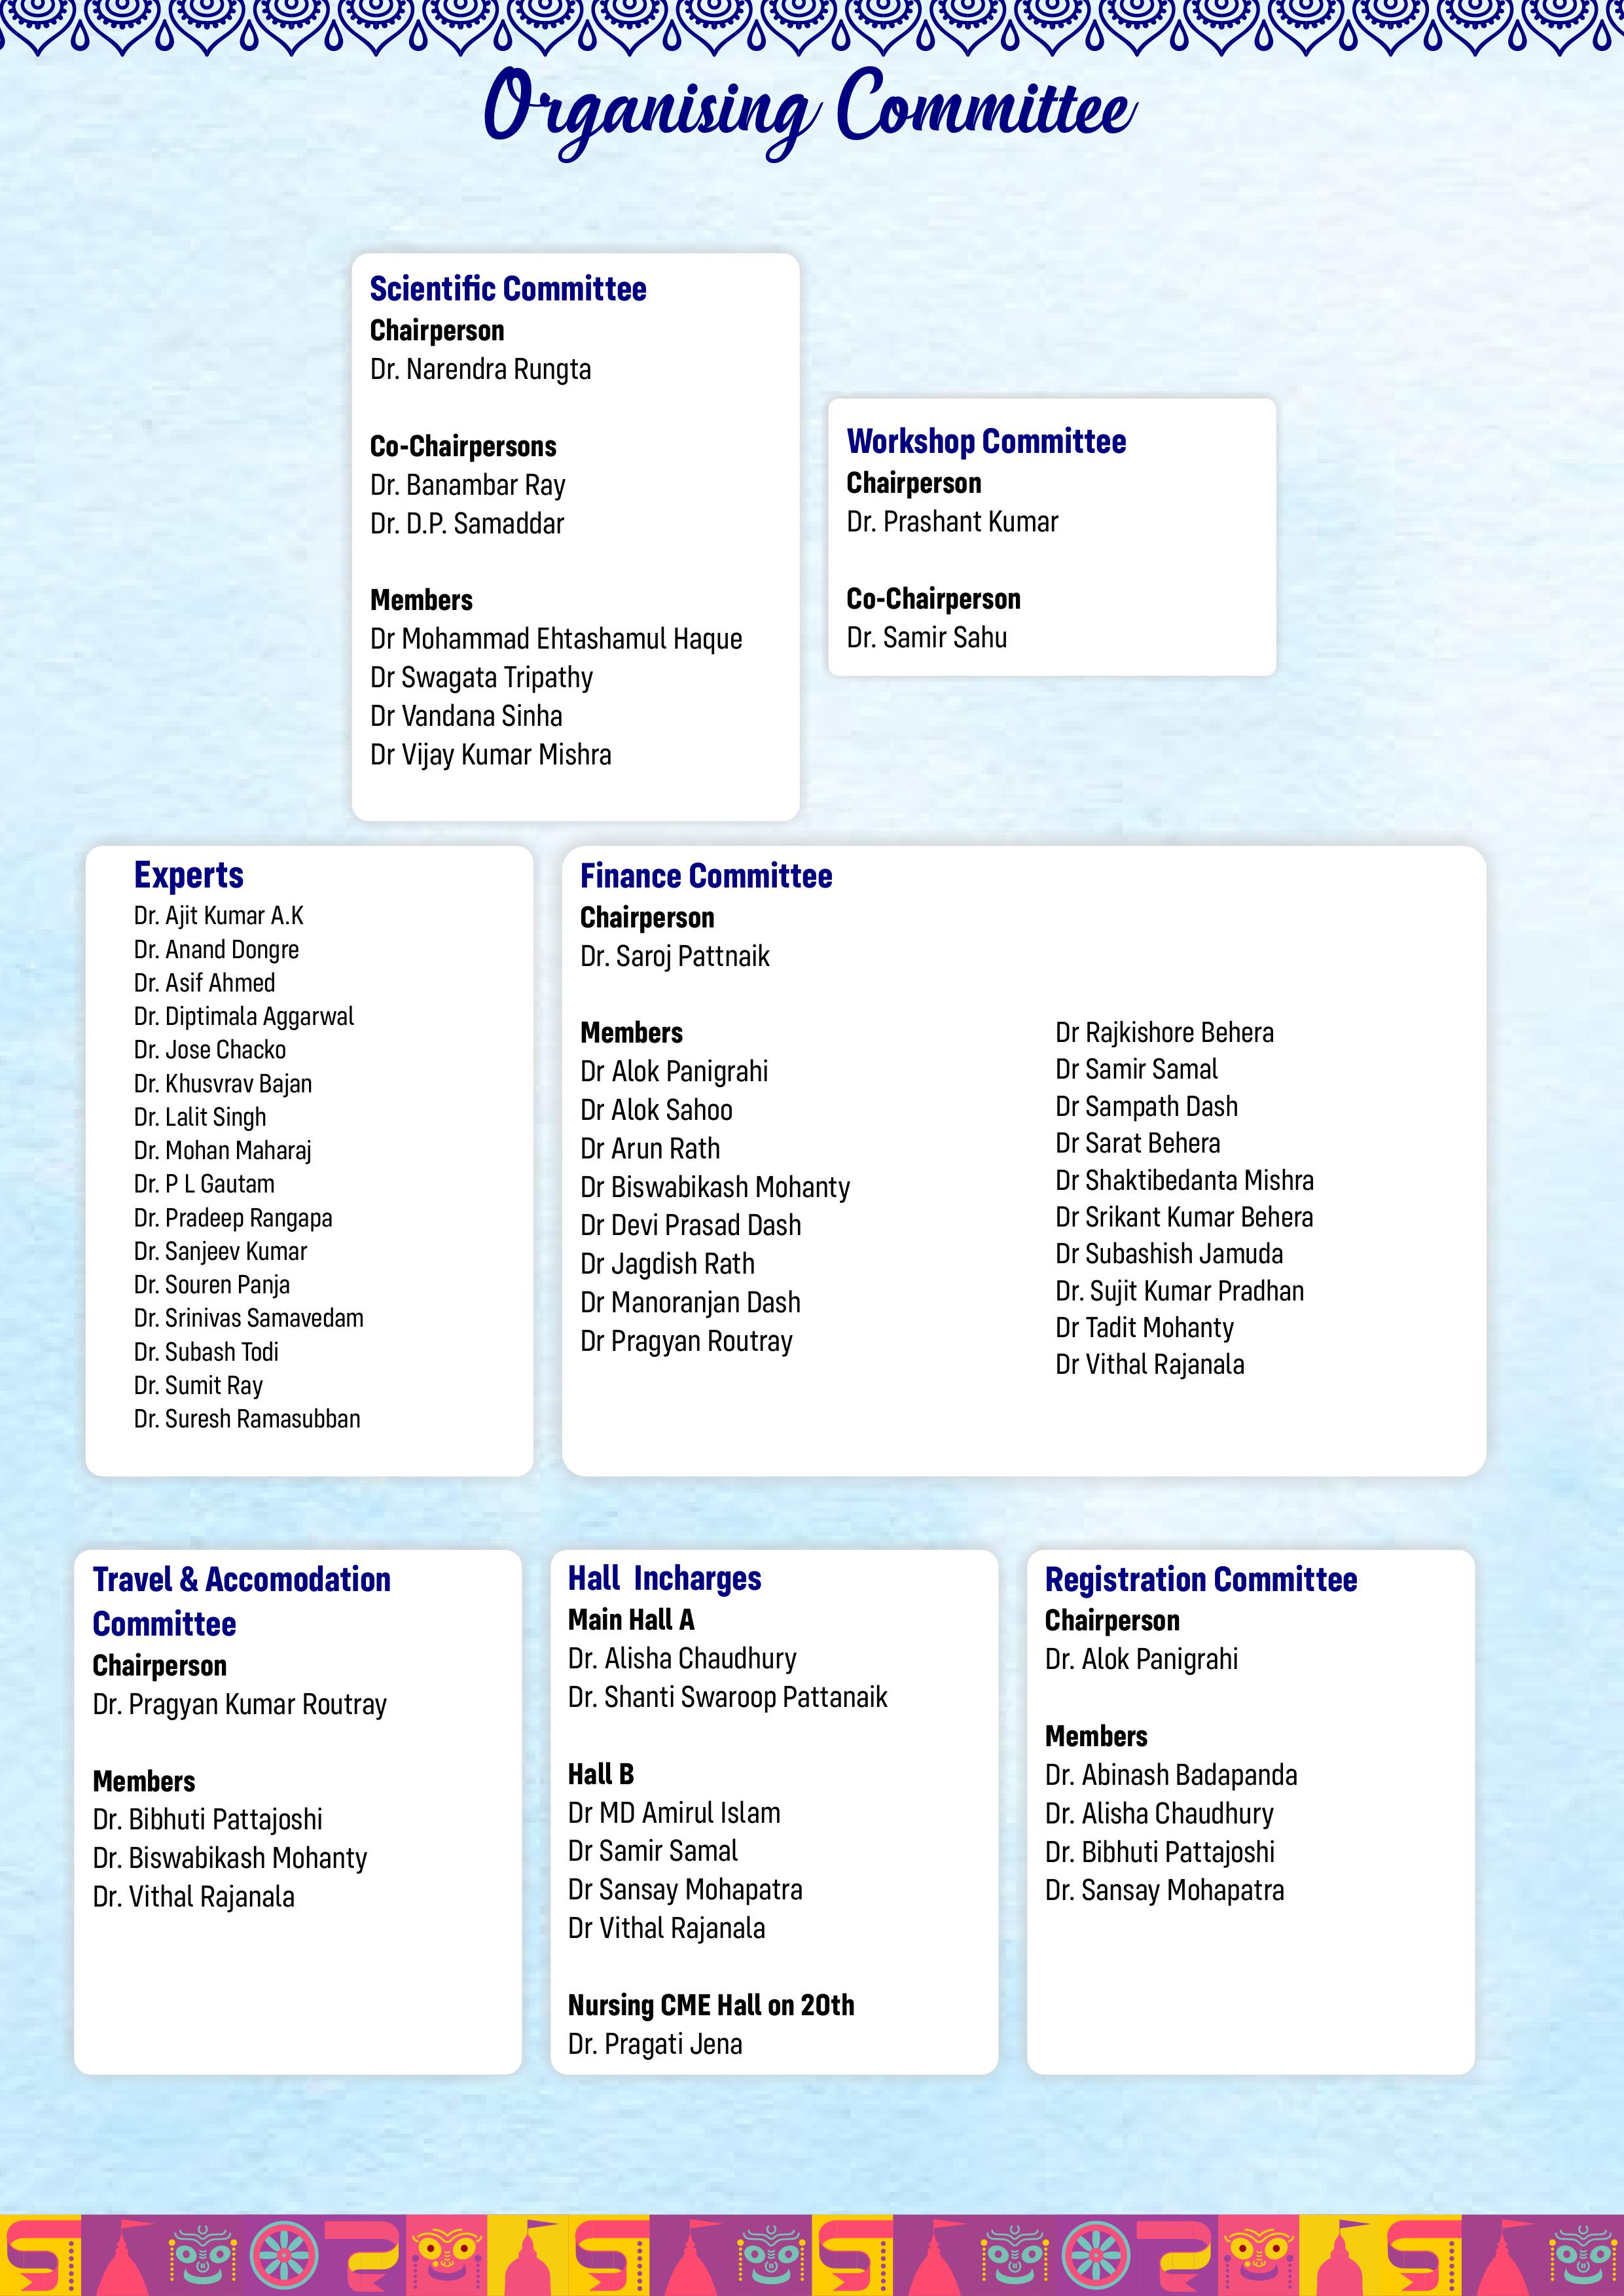 Organising Committee
Scientific Committee
Chairperson
Dr. Narendra Rungta
Co-Chairpersons
Dr. Banambar Ray
Dr. D.P. Samaddar
Members
Dr Mohammad Ehtashamul Haque
Dr Swagata Tripathy
Dr Vandana Sinha
Dr Vijay Kumar Mishra
Workshop Committee
Chairperson
Dr. Prashant Kumar
Co-Chairperson
Dr. Samir Sahu
Experts
Dr. Ajit Kumar A.K
Dr. Anand Dongre
Dr. Asif Ahmed
Dr. Diptimala Aggarwal
Dr. Jose Chacko
Dr. Khusvrav Bajan
Dr. Lalit Singh
Dr. Mohan Maharaj
Dr. P L Gautam
Dr. Pradeep Rangapa
Dr. Sanjeev Kumar
Dr. Souren Panja
Dr. Srinivas Samavedam
Dr. Subash Todi
Dr. Sumit Ray
Dr. Suresh Ramasubban
Finance Committee
Chairperson
Dr. Saroj Pattnaik
Members
Dr Alok Panigrahi
Dr Alok Sahoo
Dr Arun Rath
Dr Biswabikash Mohanty
Dr Devi Prasad Dash
Dr Jagdish Rath
Dr Manoranjan Dash
Dr Pragyan Routray
Dr Rajkishore Behera
Dr Samir Samal
Dr Sampath Dash
Dr Sarat Behera
Dr Shaktibedanta Mishra
Dr Srikant Kumar Behera
Dr Subashish Jamuda
Dr. Sujit Kumar Pradhan
Dr Tadit Mohanty
Dr Vithal Rajanala
Travel & Accomodation
Committee
Chairperson
Dr. Pragyan Kumar Routray
Members
Dr. Bibhuti Pattajoshi
Dr. Biswabikash Mohanty
Dr. Vithal Rajanala
Hall Incharges
Main Hall A
Dr. Alisha Chaudhury
Dr. Shanti Swaroop Pattanaik
Hall B
Dr MD Amirul Islam
Dr Samir Samal
Dr Sansay Mohapatra
Dr Vithal Rajanala
Nursing CME Hall on 20th
Dr. Pragati Jena
Registration Committee
Chairperson
Dr. Alok Panigrahi
Members
Dr. Abinash Badapanda
Dr. Alisha Chaudhury
Dr. Bibhuti Pattajoshi
Dr. Sansay Mohapatra